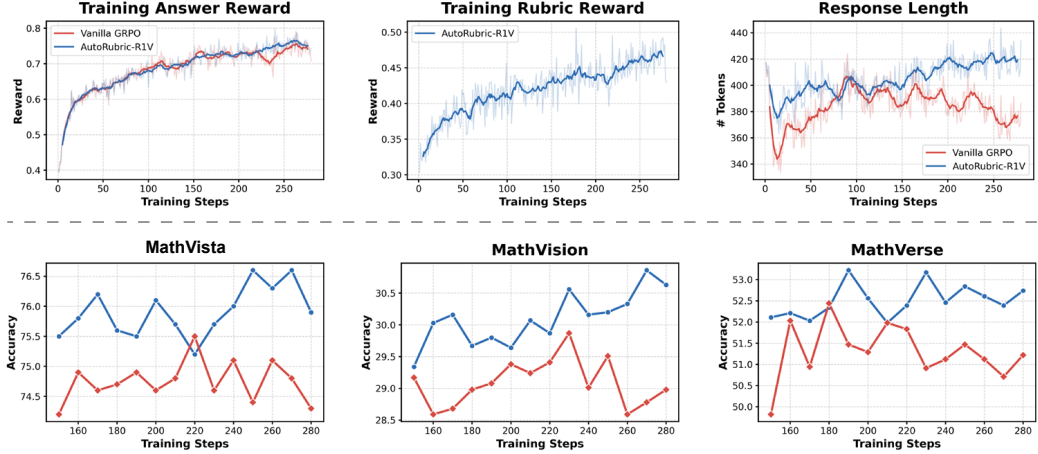 Training Answer Reward
Training Rubric Reward
Response Length
0.8
0.7
0.6
0.5
0.4
Reward
Vanilla GRPO
AutoRubric-R1V
0 50 100 150 200 250
Training Steps
0.50
0.45
0.40
0.35
0.30
Reward
AutoRubric-R1V
0 50 100 150 200 250
Training Steps
440
420
400
380
360
340
# Tokens
Vanilla GRPO
AutoRubric-R1V
0 50 100 150 200 250
Training Steps
MathVista
76.5
76.0
75.5
75.0
74.5
Accuracy
160 180 200 220 240 260 280
Training Steps
MathVision
30.5
30.0
29.5
29.0
28.5
Accuracy
160 180 200 220 240 260 280
Training Steps
MathVerse
53.0
52.5
52.0
51.5
51.0
50.5
50.0
Accuracy
160 180 200 220 240 260 280
Training Steps